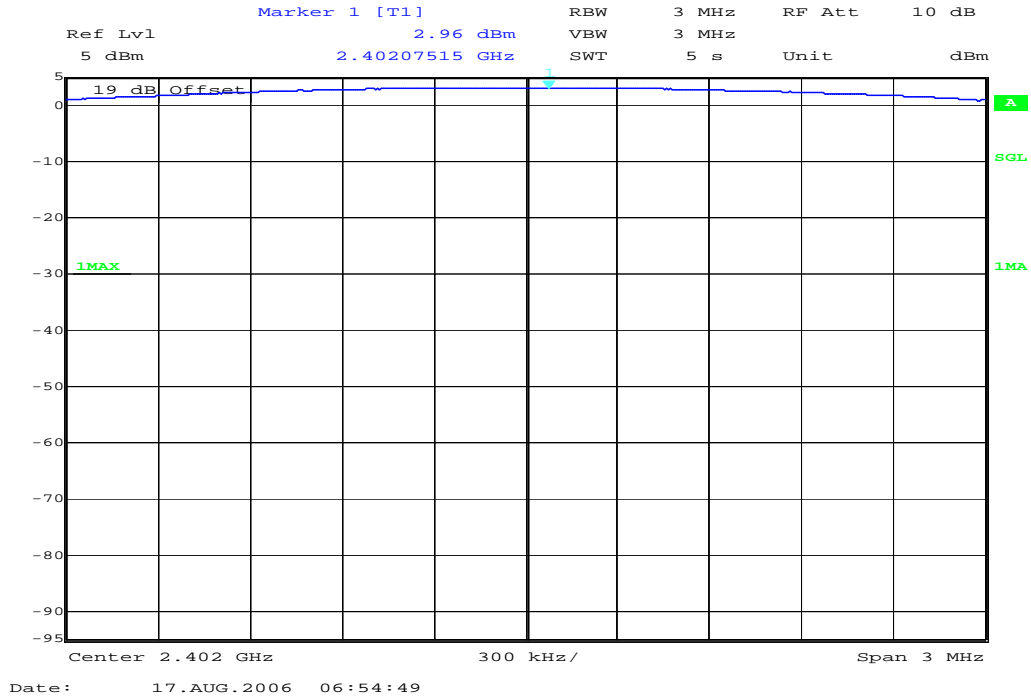 Marker 1 [T1] RBW 3 MHz RF Att 10 dB
Ref Lvl 2.96 dBm VBW 3 MHz
5 dBm 2.40207515 GHz SWT 5 s Unit dBm
1
5
19 dB Offset
0
A
-10
SGL
-20
1MAX
1MA
-30
-40
-50
-60
-70
-80
-90
-95
Center 2.402 GHz 300 kHz/ Span 3 MHz
Date: 17.AUG.2006 06:54:49